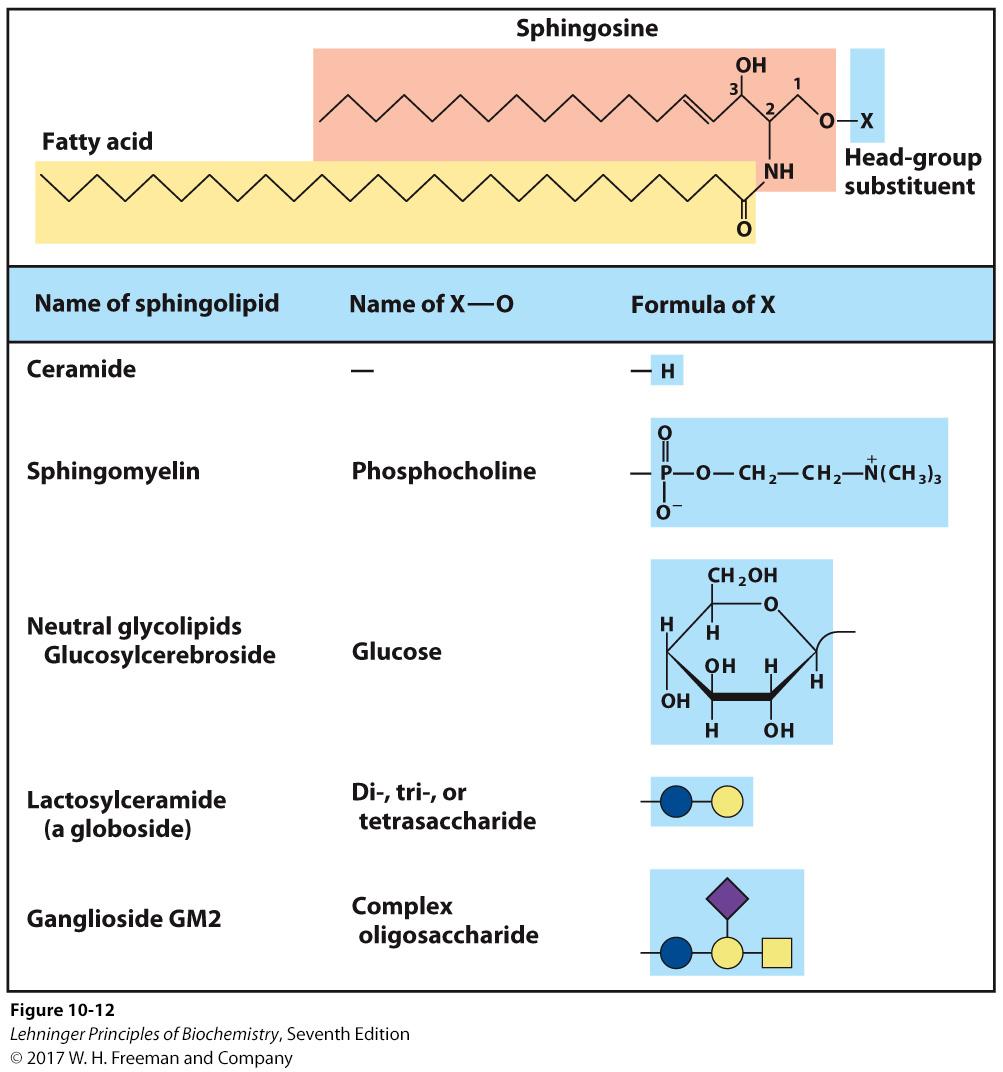 Sphingosine
OH
3
1
2
O—X
Fatty acid
Head-group
substituent
NH
O
Name of sphingolipid
Name of X—O
Formula of X
Ceramide
—
—H
Sphingomyelin
Phosphocholine
O
—P—O—CH₂—CH₂—N⁺(CH₃)₃
O⁻
Neutral glycolipids
Glucosylcerebroside
Glucose
CH₂OH
O
H
H
OH H
H
OH
H OH
Lactosylceramide
(a globoside)
Di-, tri-, or
tetrasaccharide
Ganglioside GM2
Complex
oligosaccharide
Figure 10-12
Lehninger Principles of Biochemistry, Seventh Edition
© 2017 W. H. Freeman and Company